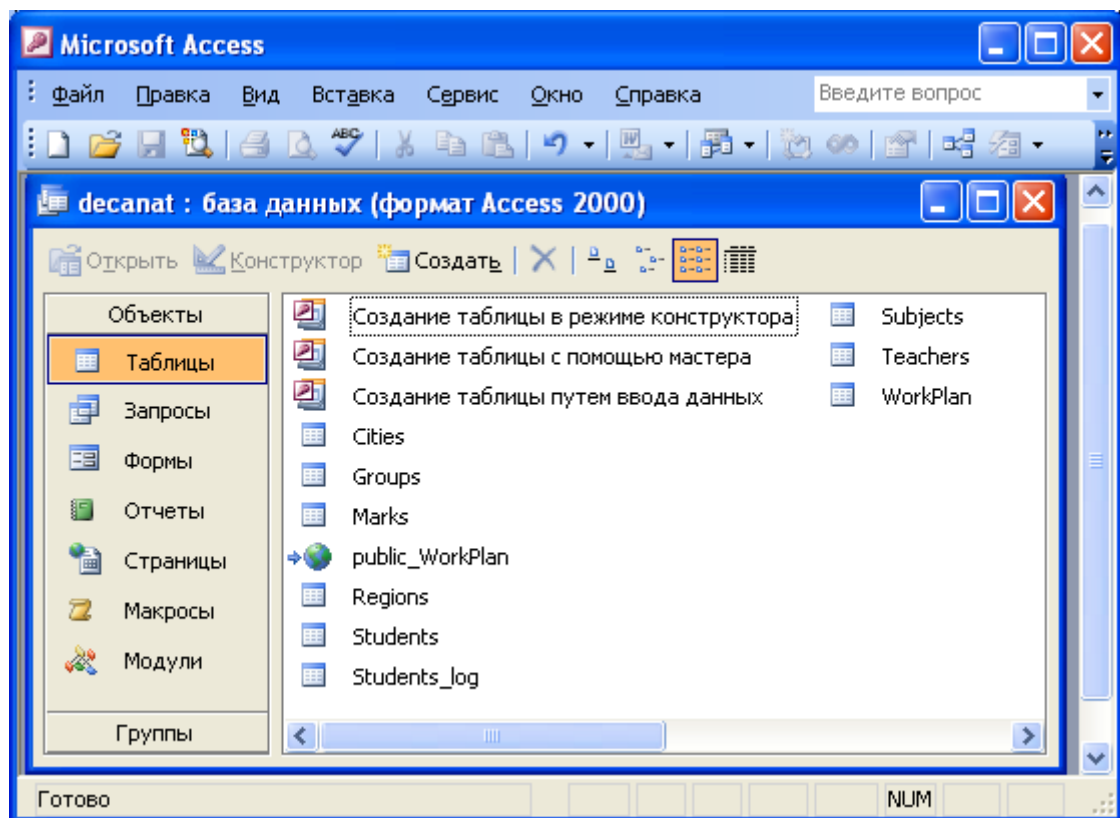 Microsoft Access
Файл Правка Вид Вставка Сервис Окно Справка Введите вопрос
ABC W
decanat : база данных (формат Access 2000)
Открыть Конструктор Создать
Объекты
Таблицы
Запросы
Формы
Отчеты
Страницы
Макросы
Модули
Группы
Создание таблицы в режиме конструктора
Создание таблицы с помощью мастера
Создание таблицы путем ввода данных
Cities
Groups
Marks
public_WorkPlan
Regions
Students
Students_log
Subjects
Teachers
WorkPlan
Готово NUM